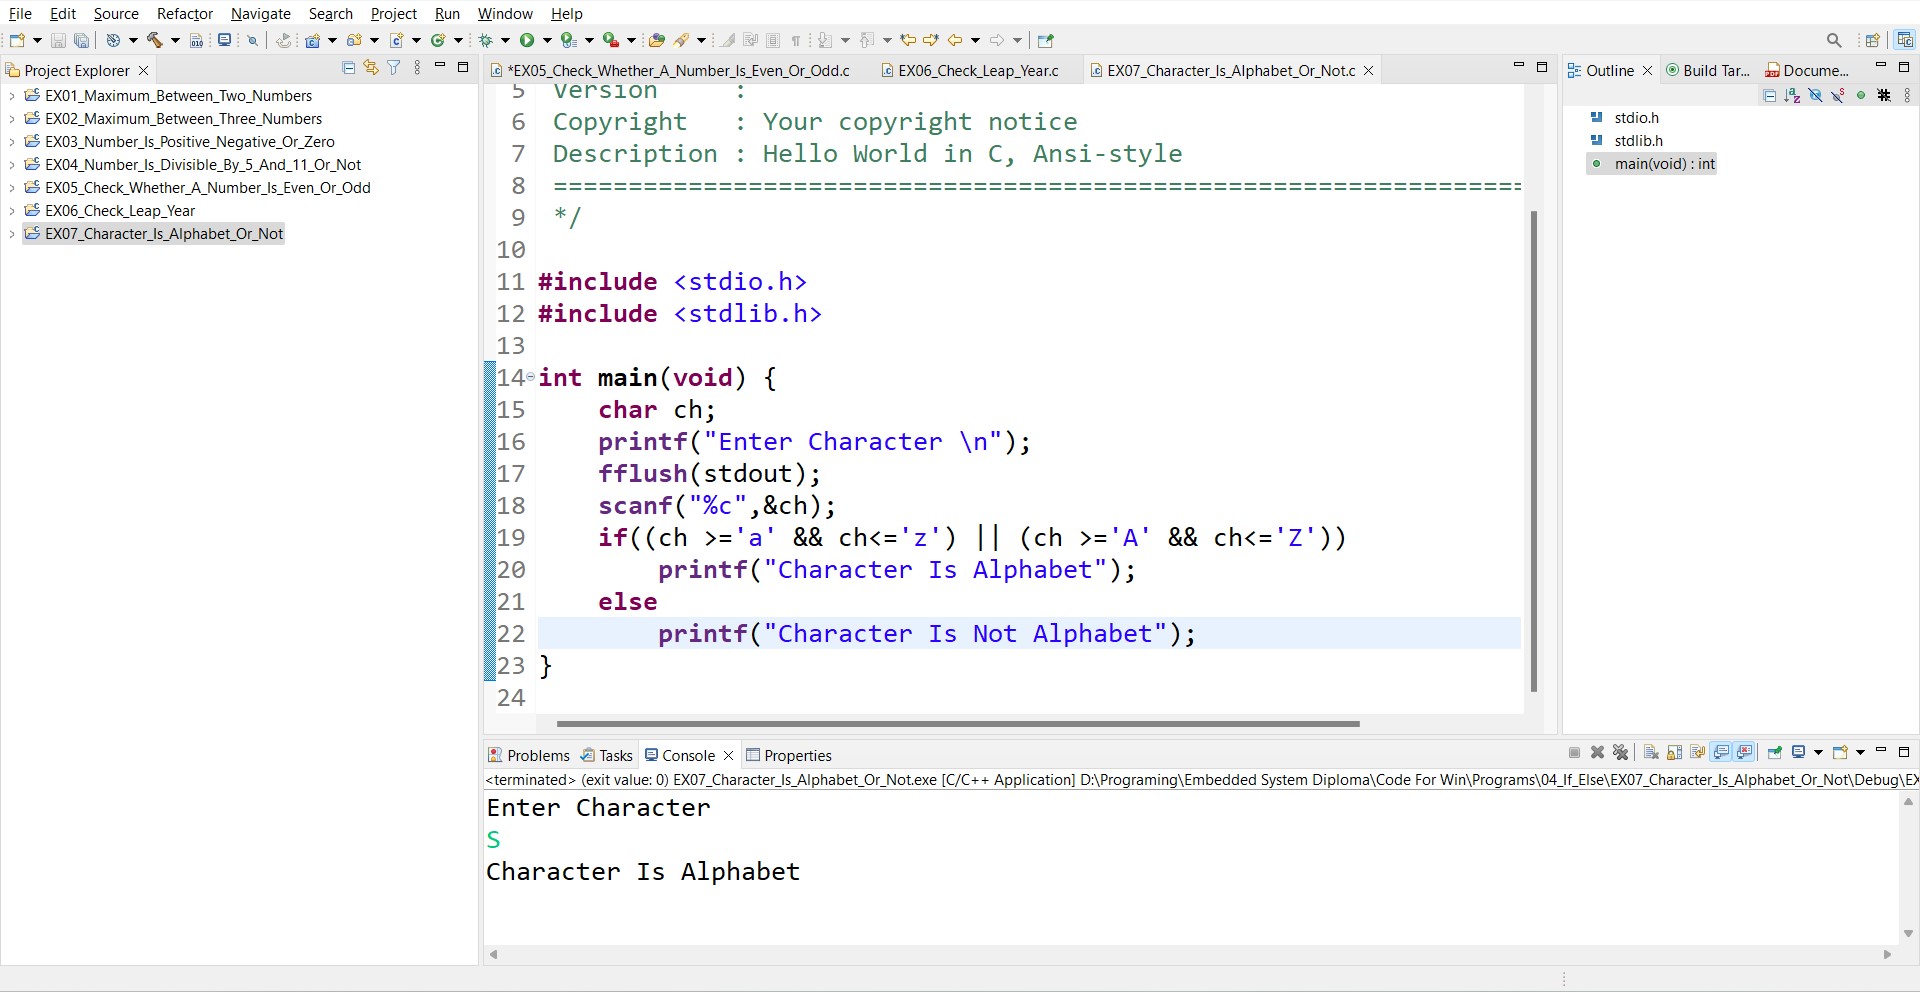 File Edit Source Refactor Navigate Search Project Run Window Help
Project Explorer
EX01_Maximum_Between_Two_Numbers
EX02_Maximum_Between_Three_Numbers
EX03_Number_Is_Positive_Negative_Or_Zero
EX04_Number_Is_Divisible_By_5_And_11_Or_Not
EX05_Check_Whether_A_Number_Is_Even_Or_Odd
EX06_Check_Leap_Year
EX07_Character_Is_Alphabet_Or_Not
*EX05_Check_Whether_A_Number_Is_Even_Or_Odd.c EX06_Check_Leap_Year.c EX07_Character_Is_Alphabet_Or_Not.c
5 Version     :
6 Copyright   : Your copyright notice
7 Description : Hello World in C, Ansi-style
8 =================================================================
9 */
10
11 #include <stdio.h>
12 #include <stdlib.h>
13
14 int main(void) {
15     char ch;
16     printf("Enter Character \n");
17     fflush(stdout);
18     scanf("%c",&ch);
19     if((ch >='a' && ch<='z') || (ch >='A' && ch<='Z'))
20         printf("Character Is Alphabet");
21     else
22         printf("Character Is Not Alphabet");
23 }
24
Outline Build Tar... Docume...
stdio.h
stdlib.h
main(void) : int
Problems Tasks Console Properties
<terminated> (exit value: 0) EX07_Character_Is_Alphabet_Or_Not.exe [C/C++ Application] D:\Programing\Embedded System Diploma\Code For Win\Programs\04_If_Else\EX07_Character_Is_Alphabet_Or_Not\Debug\EX
Enter Character
S
Character Is Alphabet